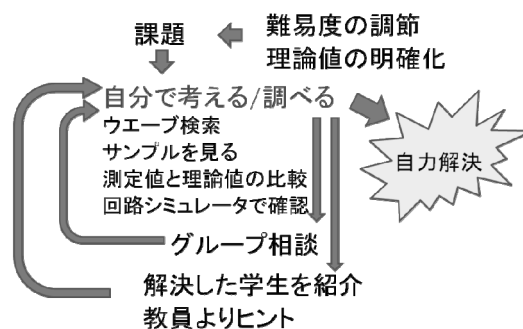 課題
難易度の調節
理論値の明確化
自分で考える/調べる
ウエーブ検索
サンプルを見る
測定値と理論値の比較
回路シミュレータで確認
自力解決
グループ相談
解決した学生を紹介
教員よりヒント